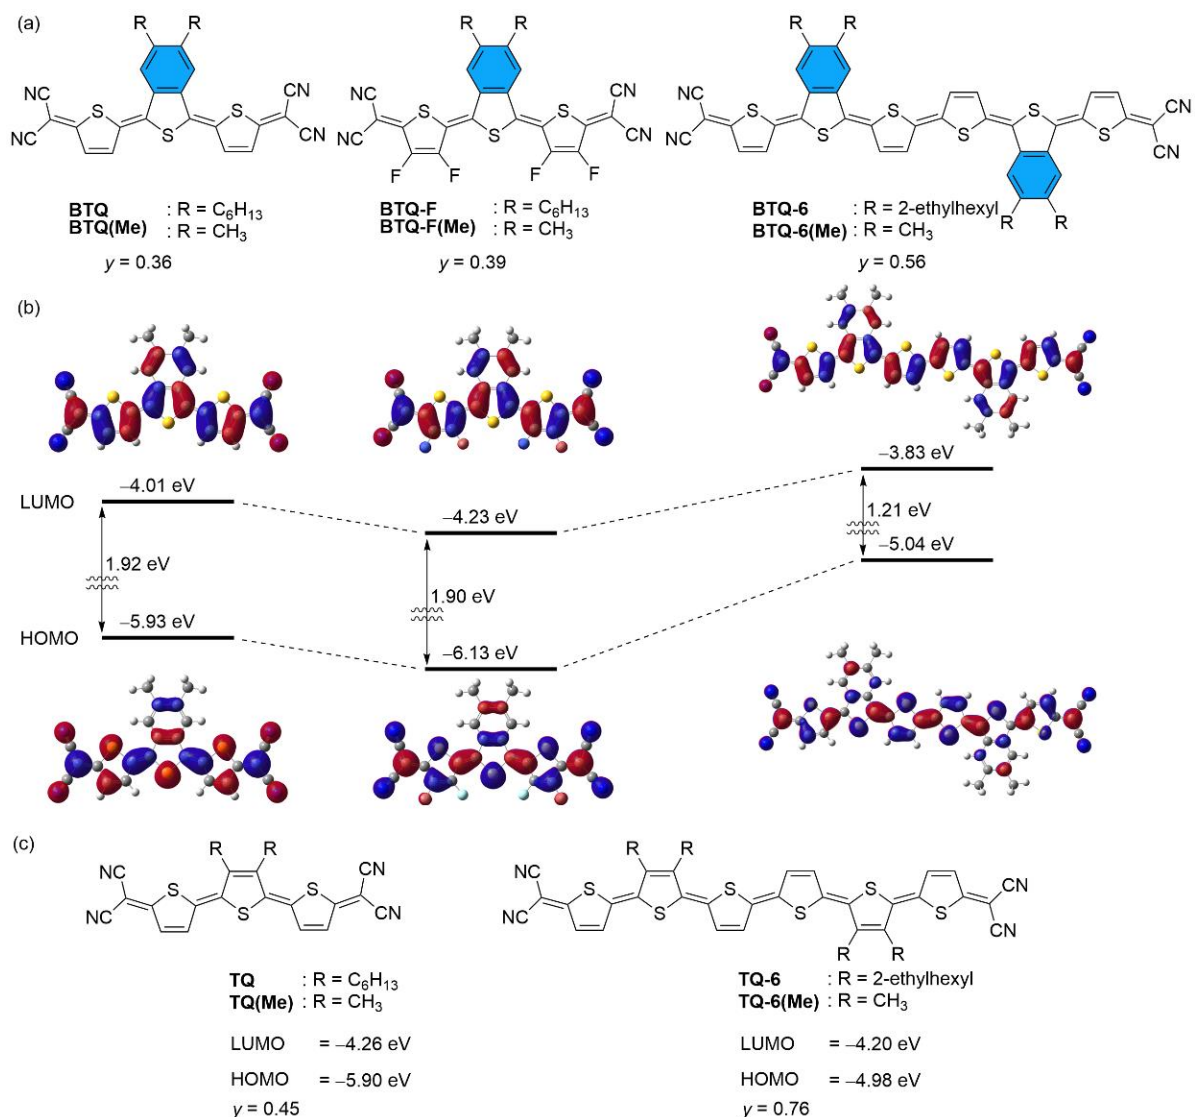 (a)
R R
NC
NC
S
S
S
CN
CN
BTQ : R = C₆H₁₃
BTQ(Me) : R = CH₃
y = 0.36
R R
NC
NC
S
S
S
CN
CN
F F F F
BTQ-F : R = C₆H₁₃
BTQ-F(Me) : R = CH₃
y = 0.39
R R
NC
NC
S
S
S
S
S
S
CN
CN
R R
BTQ-6 : R = 2-ethylhexyl
BTQ-6(Me) : R = CH₃
y = 0.56
(b)
LUMO
−4.01 eV
−4.23 eV
−3.83 eV
1.92 eV
1.90 eV
1.21 eV
HOMO
−5.93 eV
−6.13 eV
−5.04 eV
(c)
R R
NC
NC
S
S
S
CN
CN
TQ : R = C₆H₁₃
TQ(Me) : R = CH₃
LUMO = −4.26 eV
HOMO = −5.90 eV
y = 0.45
R R
NC
NC
S
S
S
S
S
S
CN
CN
R R
TQ-6 : R = 2-ethylhexyl
TQ-6(Me) : R = CH₃
LUMO = −4.20 eV
HOMO = −4.98 eV
y = 0.76